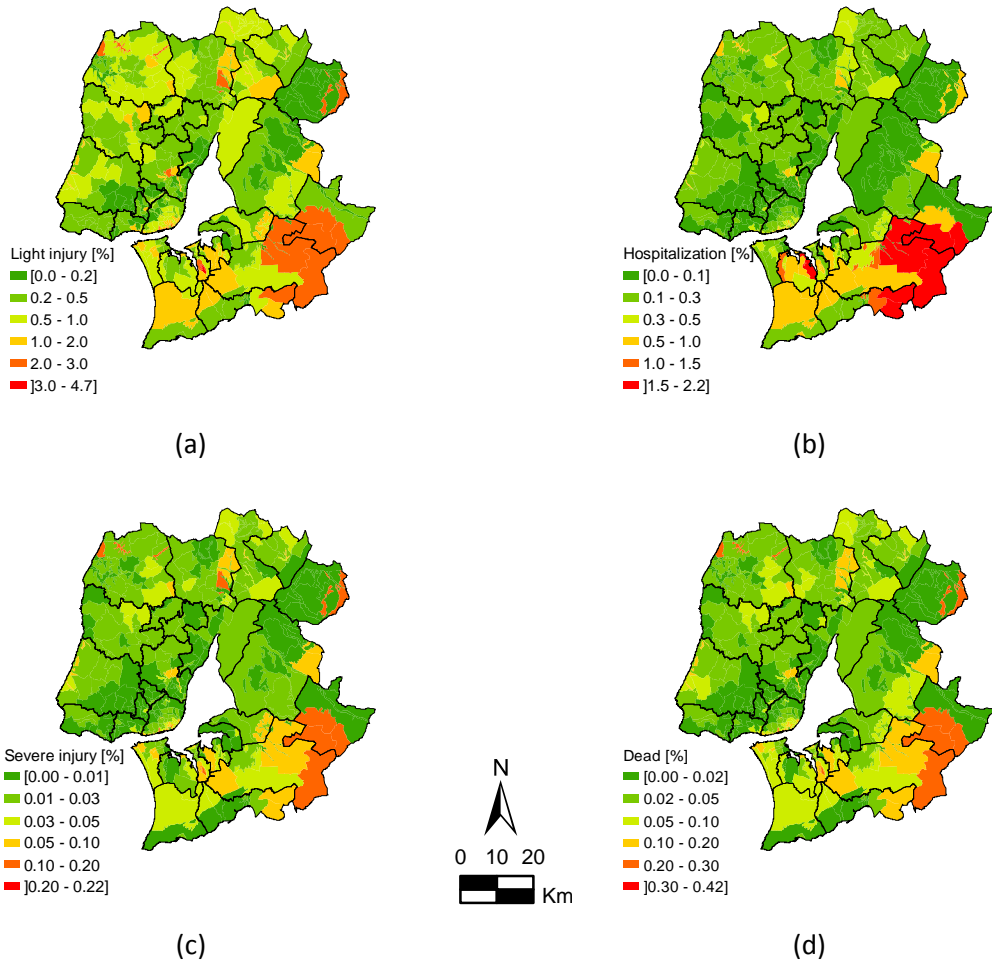 Light injury [%]
[0.0 - 0.2]
0.2 - 0.5
0.5 - 1.0
1.0 - 2.0
2.0 - 3.0
]3.0 - 4.7]
(a)
Hospitalization [%]
[0.0 - 0.1]
0.1 - 0.3
0.3 - 0.5
0.5 - 1.0
1.0 - 1.5
]1.5 - 2.2]
(b)
Severe injury [%]
[0.00 - 0.01]
0.01 - 0.03
0.03 - 0.05
0.05 - 0.10
0.10 - 0.20
]0.20 - 0.22]
(c)
N
0 10 20
Km
Dead [%]
[0.00 - 0.02]
0.02 - 0.05
0.05 - 0.10
0.10 - 0.20
0.20 - 0.30
]0.30 - 0.42]
(d)